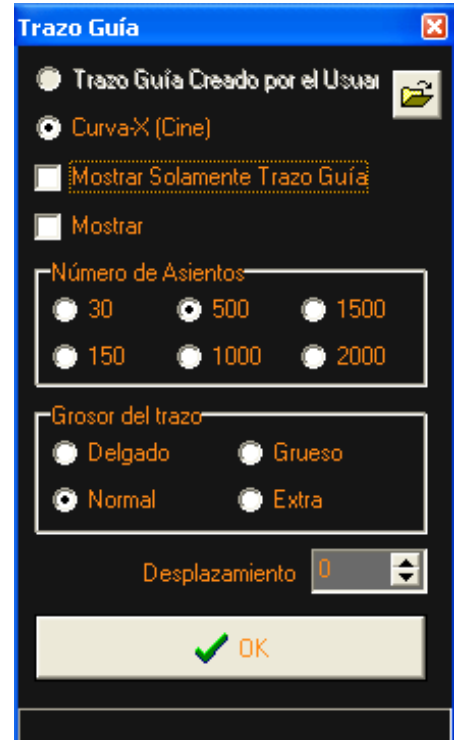 Trazo Guía
Trazo Guía Creado por el Usuar
Curva-X (Cine)
Mostrar Solamente Trazo Guía
Mostrar
Número de Asientos
30 500 1500
150 1000 2000
Grosor del trazo
Delgado Grueso
Normal Extra
Desplazamiento 0
OK